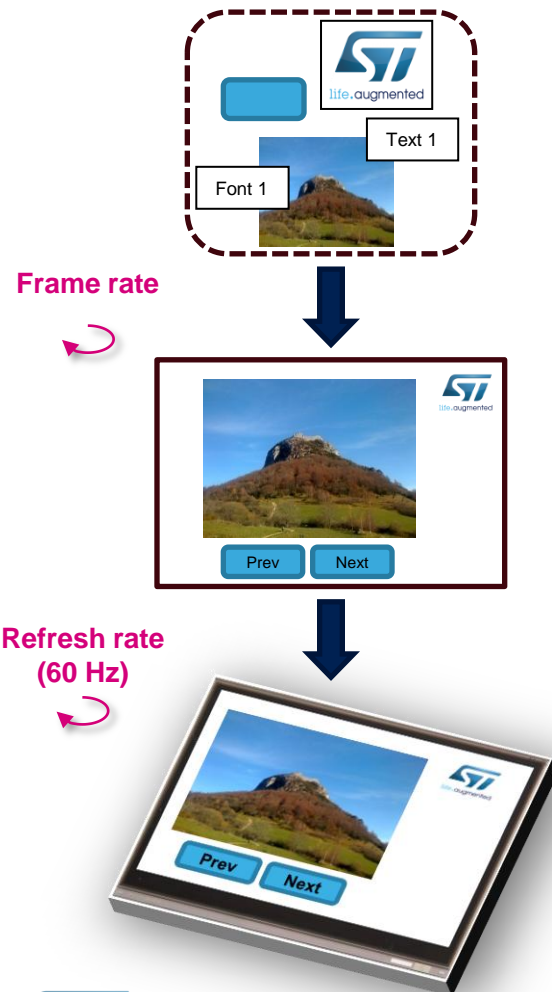 life.augmented
Text 1
Font 1
Frame rate
life.augmented
Prev Next
Refresh rate
(60 Hz)
life.augmented
Prev Next